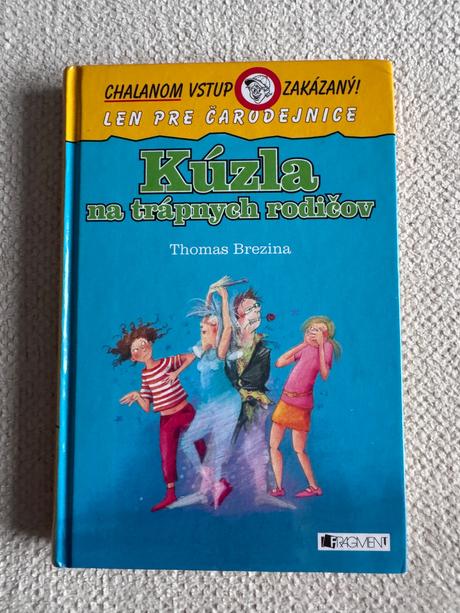 CHALANOM VSTUP ZAKÁZANÝ!
LEN PRE ČARODEJNICE
Kúzla
na trápnych rodičov
Thomas Brezina
FRAGMENT